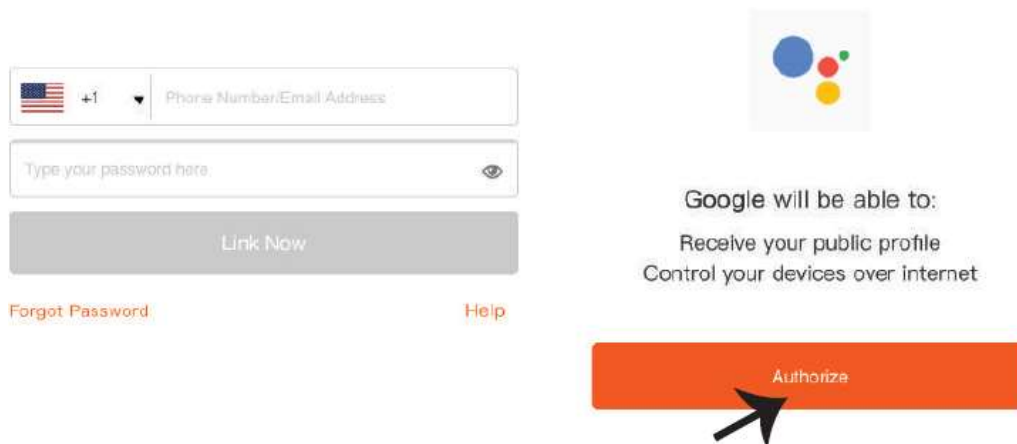 +1 Phone Number/Email Address
Type your password here
Link Now
Forgot Password
Help
Google will be able to:
Receive your public profile
Control your devices over internet
Authorize